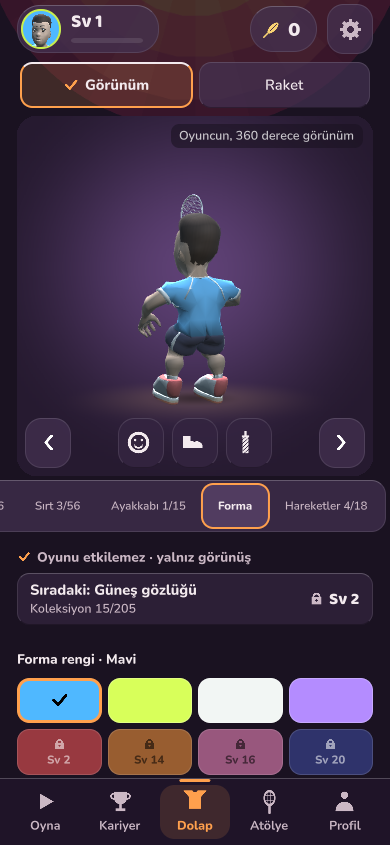 Sv 1
0
Görünüm
Raket
Oyuncun, 360 derece görünüm
6
Sırt 3/56
Ayakkabı 1/15
Forma
Hareketler 4/18
Oyunu etkilemez · yalnız görünüş
Sıradaki: Güneş gözlüğü
Koleksiyon 15/205
Sv 2
Forma rengi · Mavi
Sv 2
Sv 14
Sv 16
Sv 20
Oyna
Kariyer
Dolap
Atölye
Profil